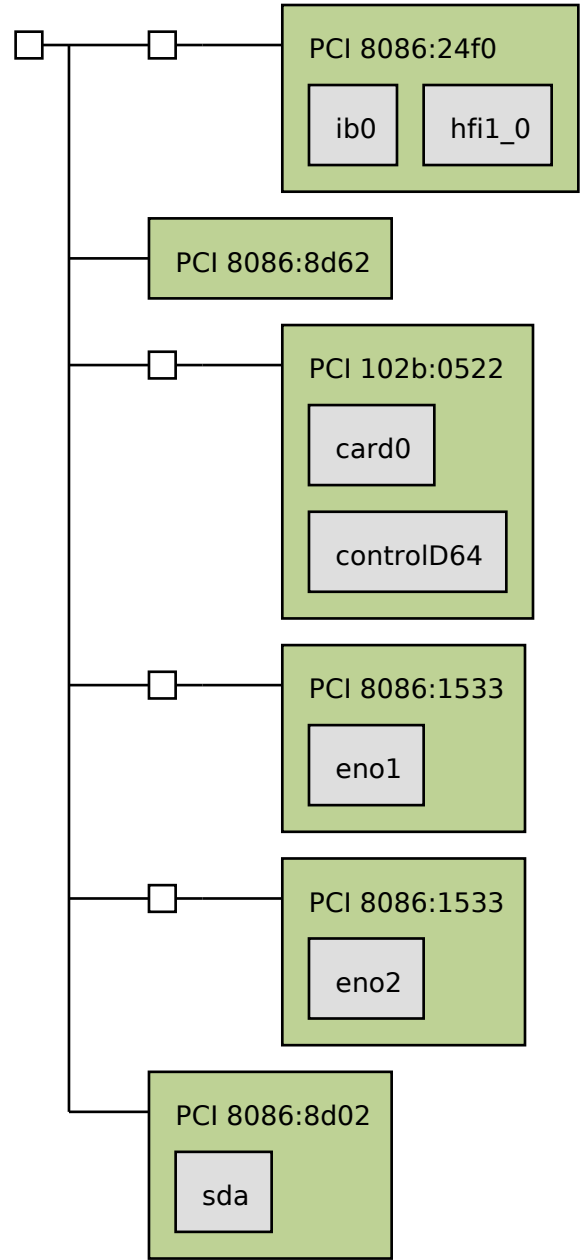 PCI 8086:24f0
ib0 hfi1_0
PCI 8086:8d62
PCI 102b:0522
card0
controlD64
PCI 8086:1533
eno1
PCI 8086:1533
eno2
PCI 8086:8d02
sda